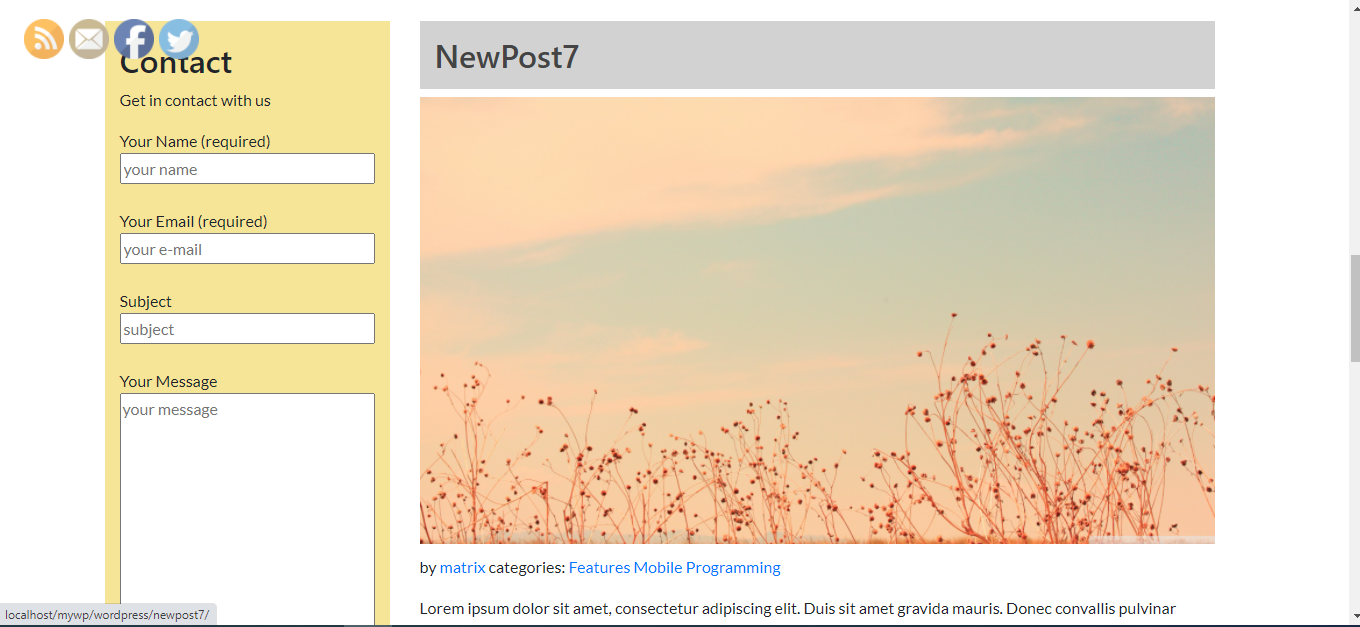 Contact
Get in contact with us
Your Name (required)
your name
Your Email (required)
your e-mail
Subject
subject
Your Message
your message
NewPost7
by matrix categories: Features Mobile Programming
Lorem ipsum dolor sit amet, consectetur adipiscing elit. Duis sit amet gravida mauris. Donec convallis pulvinar
localhost/mywp/wordpress/newpost7/